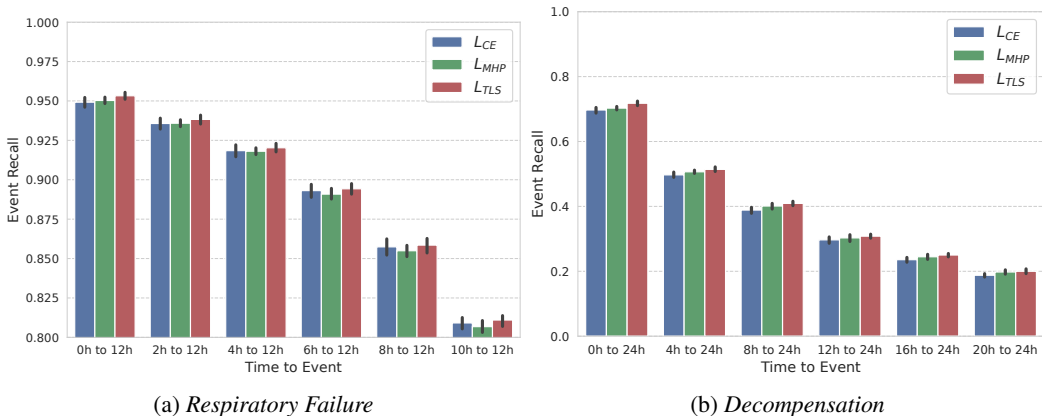 1.000
0.975
0.950
0.925
0.900
0.875
0.850
0.825
0.800
Event Recall
L_CE
L_MHP
L_TLS
0h to 12h 2h to 12h 4h to 12h 6h to 12h 8h to 12h 10h to 12h
Time to Event
(a) Respiratory Failure
1.0
0.8
0.6
0.4
0.2
0.0
Event Recall
L_CE
L_MHP
L_TLS
0h to 24h 4h to 24h 8h to 24h 12h to 24h 16h to 24h 20h to 24h
Time to Event
(b) Decompensation